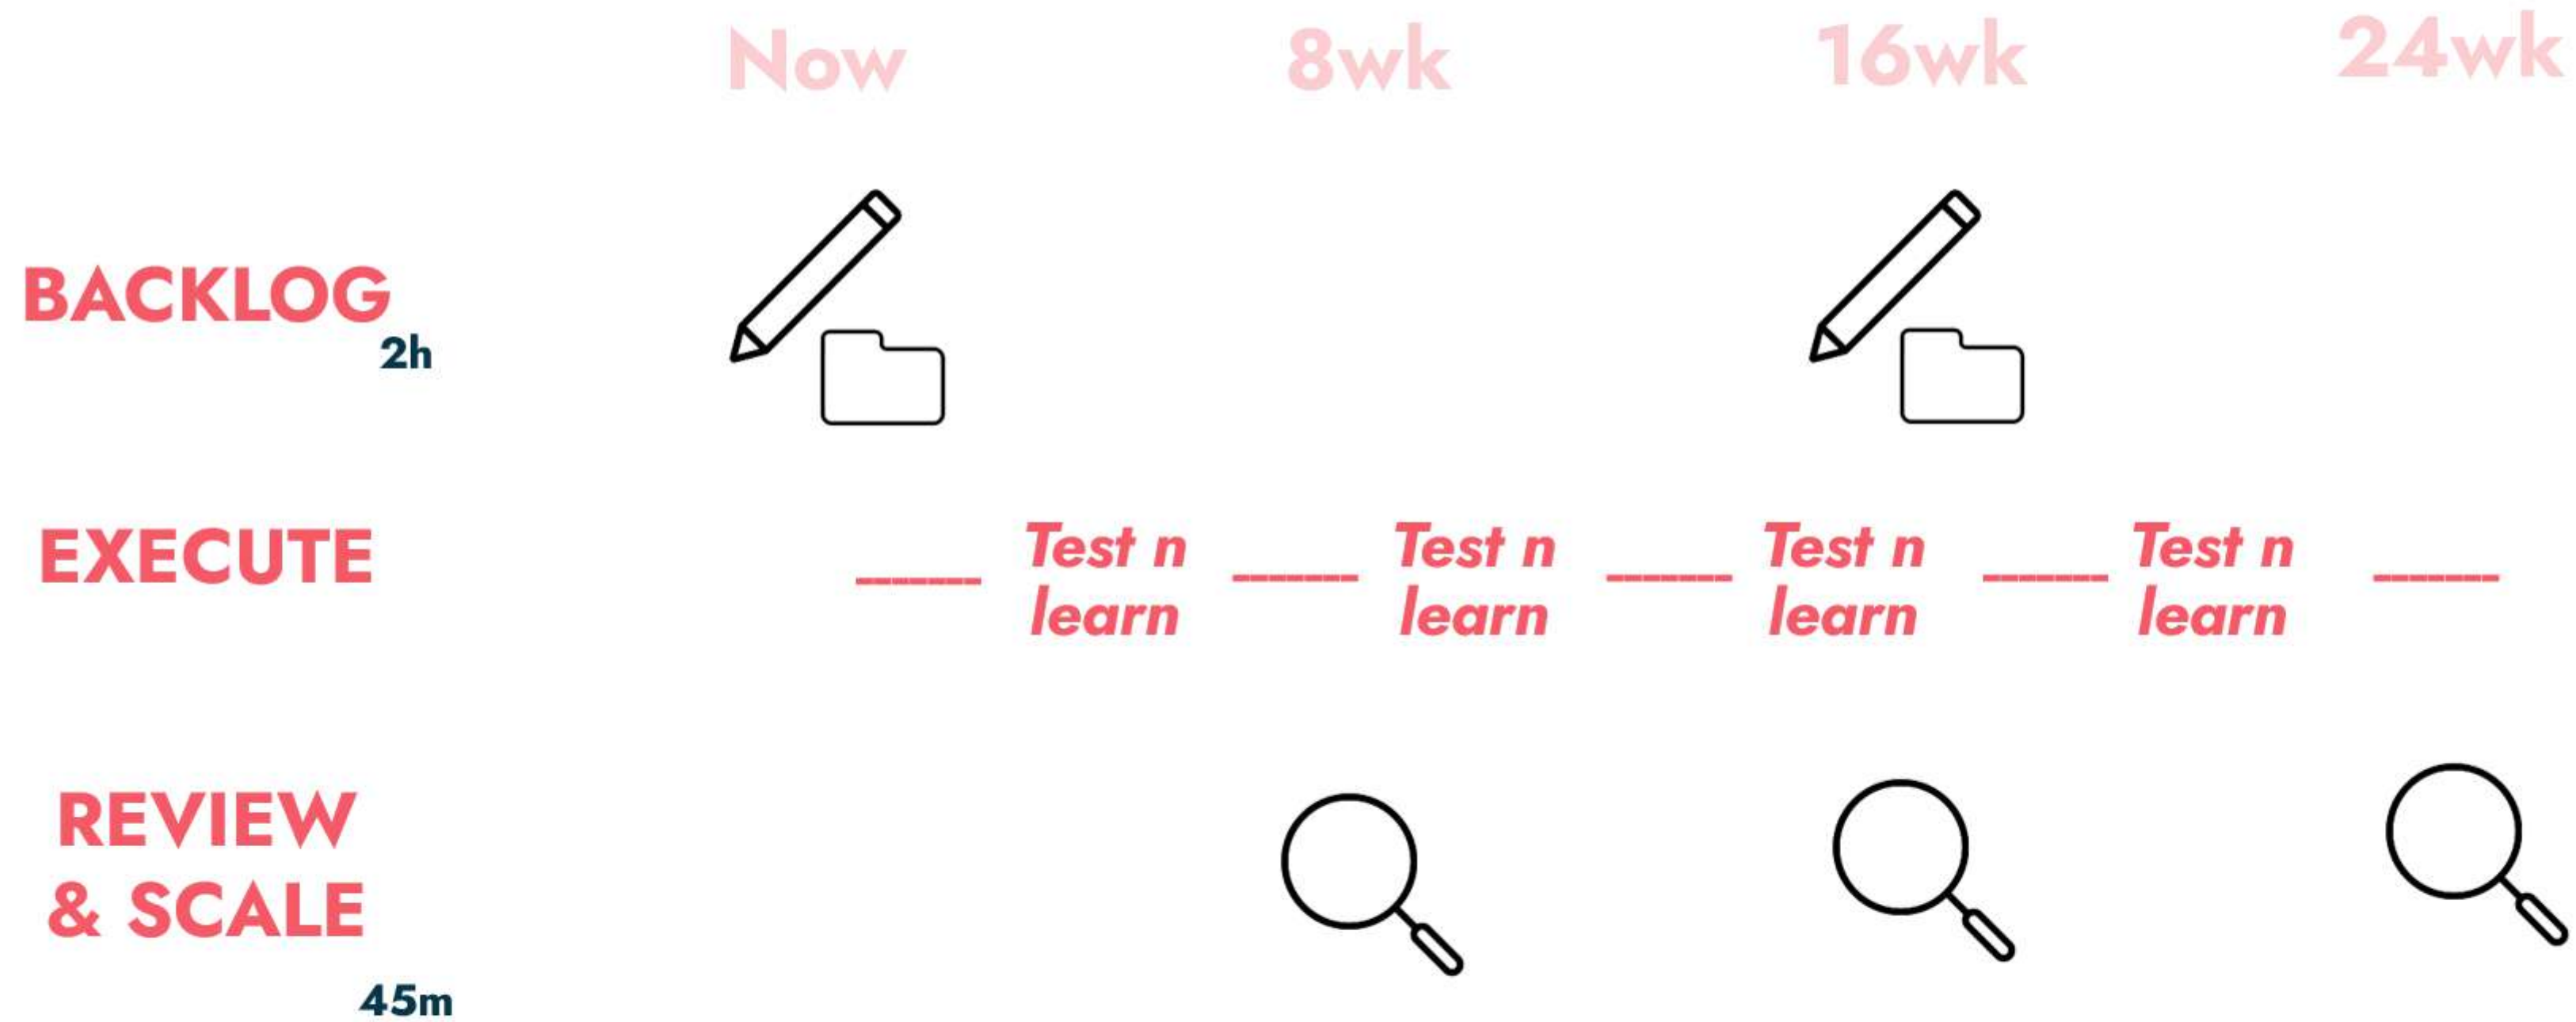 Now 8wk 16wk 24wk
BACKLOG
2h
EXECUTE
Test n Test n Test n Test n
learn learn learn learn
REVIEW
& SCALE
45m